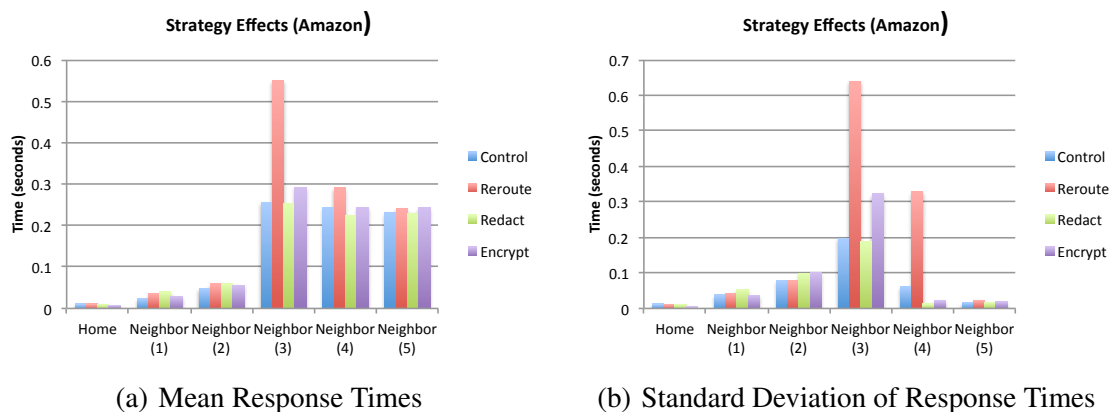 Strategy Effects (Amazon)
Time (seconds)
0.6
0.5
0.4
0.3
0.2
0.1
0
Home
Neighbor (1)
Neighbor (2)
Neighbor (3)
Neighbor (4)
Neighbor (5)
Control
Reroute
Redact
Encrypt
(a) Mean Response Times
Strategy Effects (Amazon)
Time (seconds)
0.7
0.6
0.5
0.4
0.3
0.2
0.1
0
Home
Neighbor (1)
Neighbor (2)
Neighbor (3)
Neighbor (4)
Neighbor (5)
Control
Reroute
Redact
Encrypt
(b) Standard Deviation of Response Times